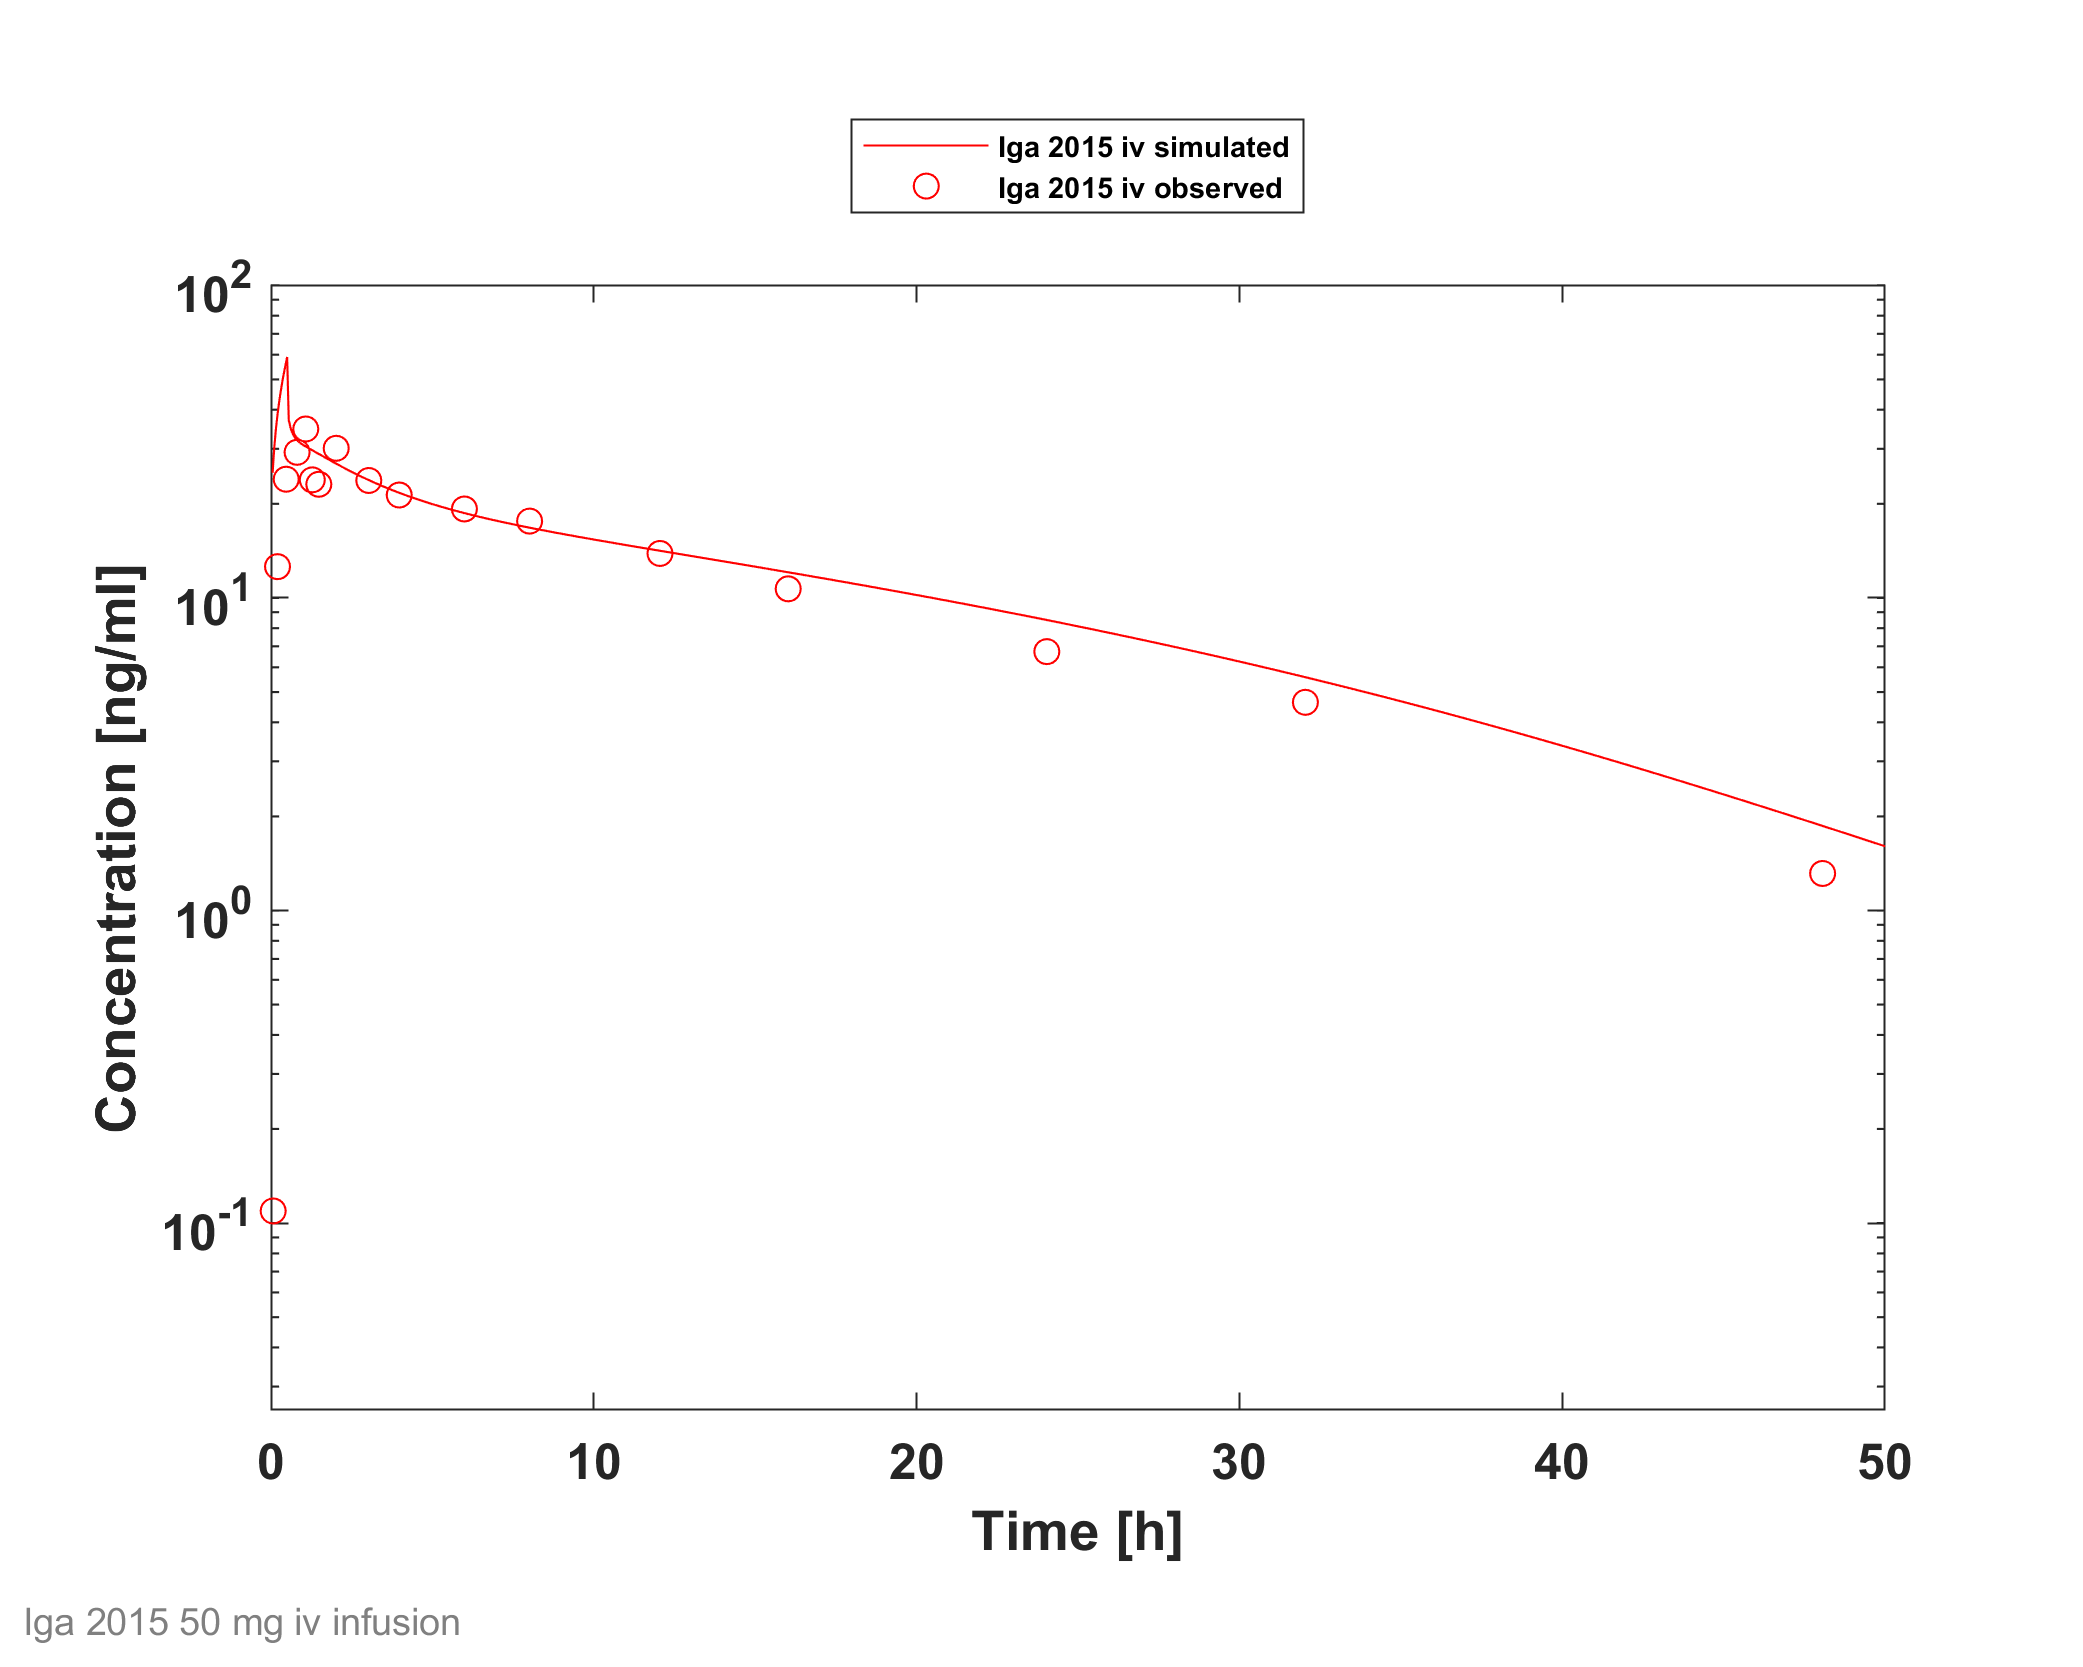 Iga 2015 iv simulated
Iga 2015 iv observed
10^2
10^1
10^0
10^-1
Concentration [ng/ml]
0 10 20 30 40 50
Time [h]
Iga 2015 50 mg iv infusion